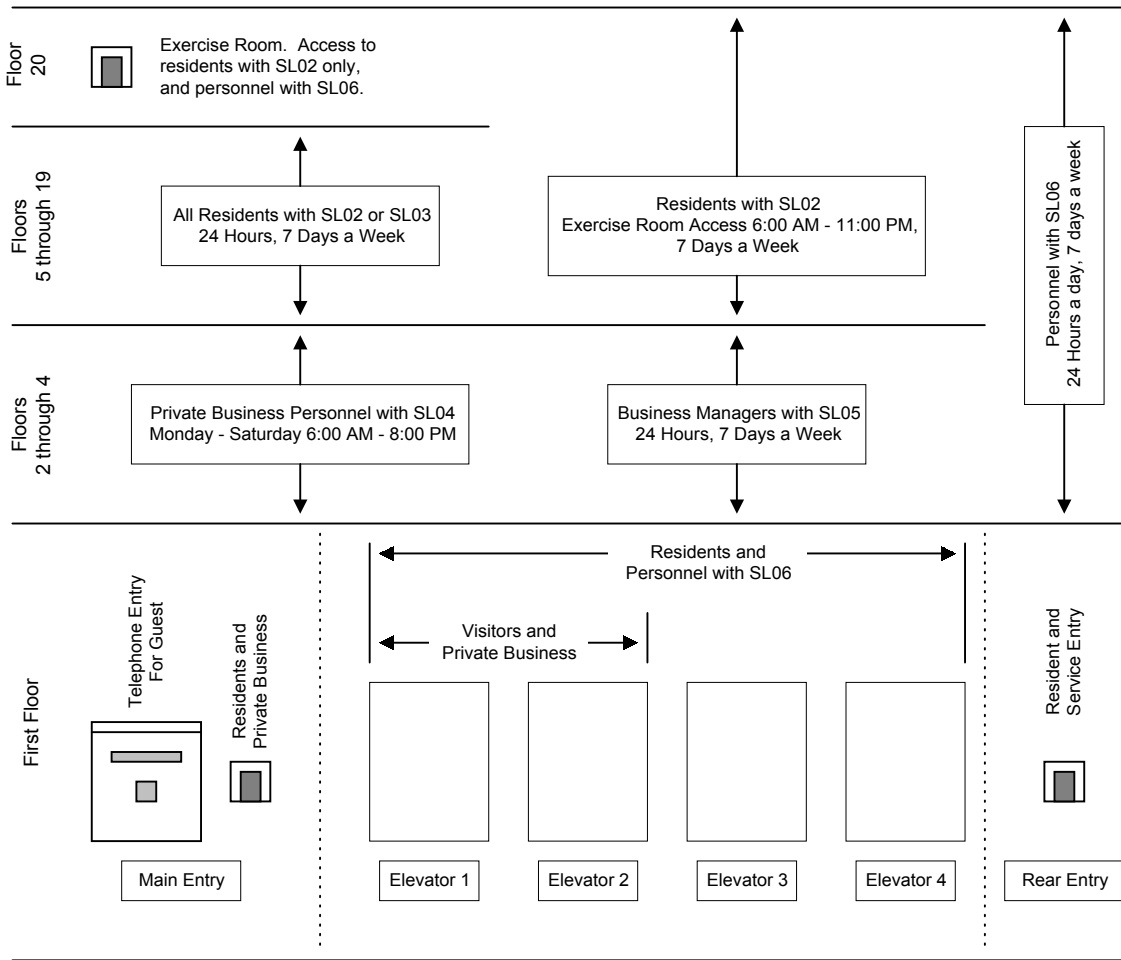 Floor
20
Exercise Room. Access to
residents with SL02 only,
and personnel with SL06.
Floors
5 through 19
All Residents with SL02 or SL03
24 Hours, 7 Days a Week
Residents with SL02
Exercise Room Access 6:00 AM - 11:00 PM,
7 Days a Week
Personnel with SL06
24 Hours a day, 7 days a week
Floors
2 through 4
Private Business Personnel with SL04
Monday - Saturday 6:00 AM - 8:00 PM
Business Managers with SL05
24 Hours, 7 Days a Week
First Floor
Telephone Entry
For Guest
Residents and
Private Business
Residents and
Personnel with SL06
Visitors and
Private Business
Resident and
Service Entry
Main Entry
Elevator 1
Elevator 2
Elevator 3
Elevator 4
Rear Entry